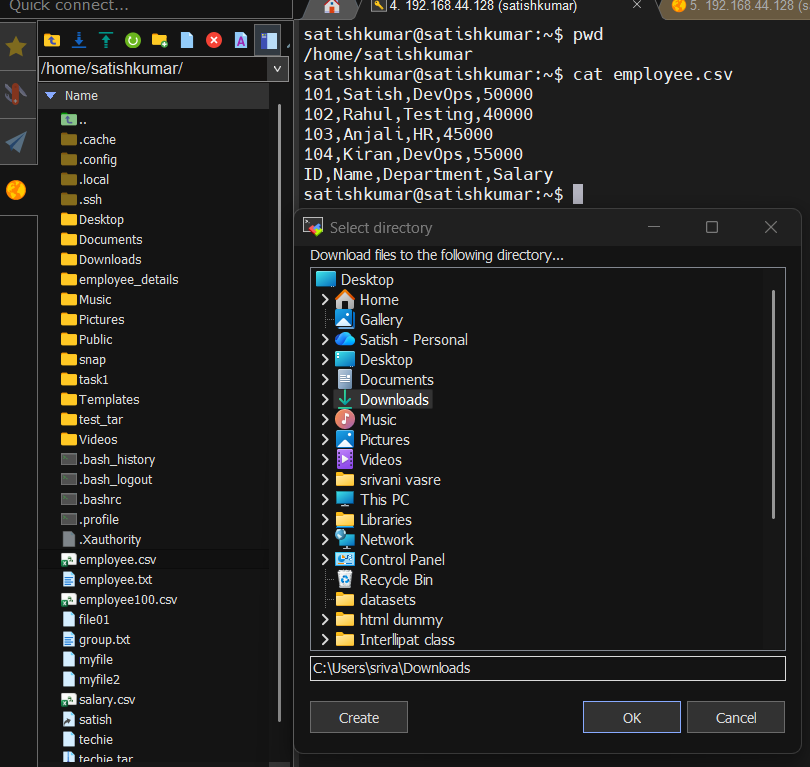 Quick connect...
4. 192.168.44.128 (satishkumar)
5. 192.168.44.128 (s
/home/satishkumar/
Name
..
.cache
.config
.local
.ssh
Desktop
Documents
Downloads
employee_details
Music
Pictures
Public
snap
task1
Templates
test_tar
Videos
.bash_history
.bash_logout
.bashrc
.profile
.Xauthority
employee.csv
employee.txt
employee100.csv
file01
group.txt
myfile
myfile2
salary.csv
satish
techie
techie.tar
satishkumar@satishkumar:~$ pwd
/home/satishkumar
satishkumar@satishkumar:~$ cat employee.csv
101,Satish,DevOps,50000
102,Rahul,Testing,40000
103,Anjali,HR,45000
104,Kiran,DevOps,55000
ID,Name,Department,Salary
satishkumar@satishkumar:~$
Select directory
Download files to the following directory...
Desktop
Home
Gallery
Satish - Personal
Desktop
Documents
Downloads
Music
Pictures
Videos
srivani vasre
This PC
Libraries
Network
Control Panel
Recycle Bin
datasets
html dummy
Interllipat class
C:\Users\sriva\Downloads
Create
OK
Cancel